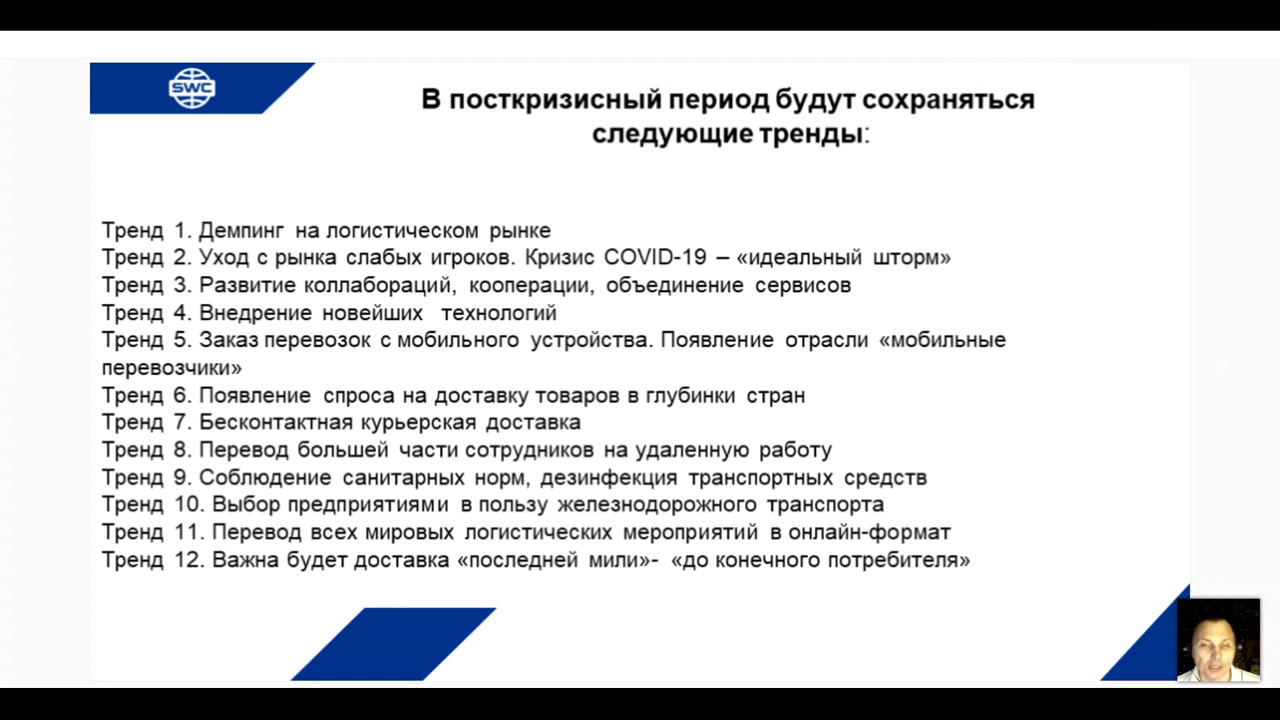 SWC
В посткризисный период будут сохраняться
следующие тренды:
Тренд 1. Демпинг на логистическом рынке
Тренд 2. Уход с рынка слабых игроков. Кризис COVID-19 – «идеальный шторм»
Тренд 3. Развитие коллабораций, кооперации, объединение сервисов
Тренд 4. Внедрение новейших технологий
Тренд 5. Заказ перевозок с мобильного устройства. Появление отрасли «мобильные
перевозчики»
Тренд 6. Появление спроса на доставку товаров в глубинки стран
Тренд 7. Бесконтактная курьерская доставка
Тренд 8. Перевод большей части сотрудников на удаленную работу
Тренд 9. Соблюдение санитарных норм, дезинфекция транспортных средств
Тренд 10. Выбор предприятиями в пользу железнодорожного транспорта
Тренд 11. Перевод всех мировых логистических мероприятий в онлайн-формат
Тренд 12. Важна будет доставка «последней мили»- «до конечного потребителя»